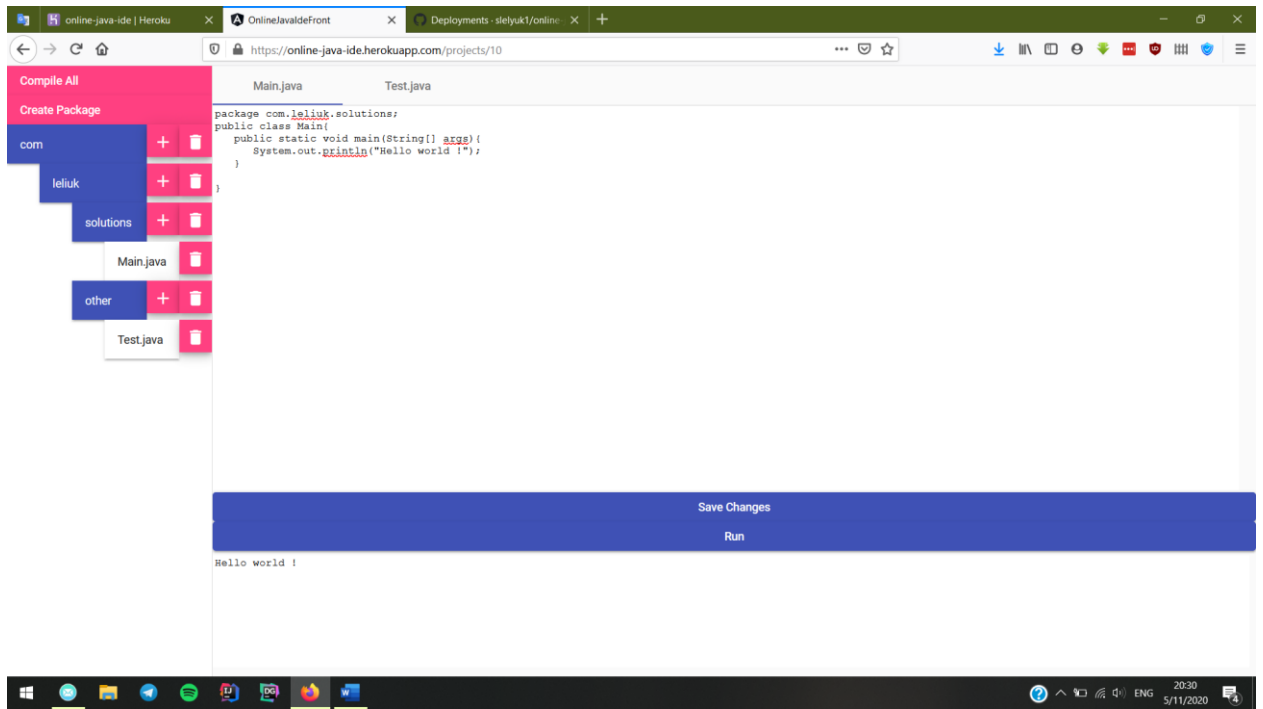 online-java-ide | Heroku
OnlineJavaIdeFront
Deployments · slelyuk1/online-
https://online-java-ide.herokuapp.com/projects/10
Compile All
Create Package
com
leliuk
solutions
Main.java
other
Test.java
Main.java Test.java
package com.leliuk.solutions;
public class Main{
public static void main(String[] args){
System.out.println("Hello world !");
}
}
Save Changes
Run
Hello world !
ENG
20:30
5/11/2020
4